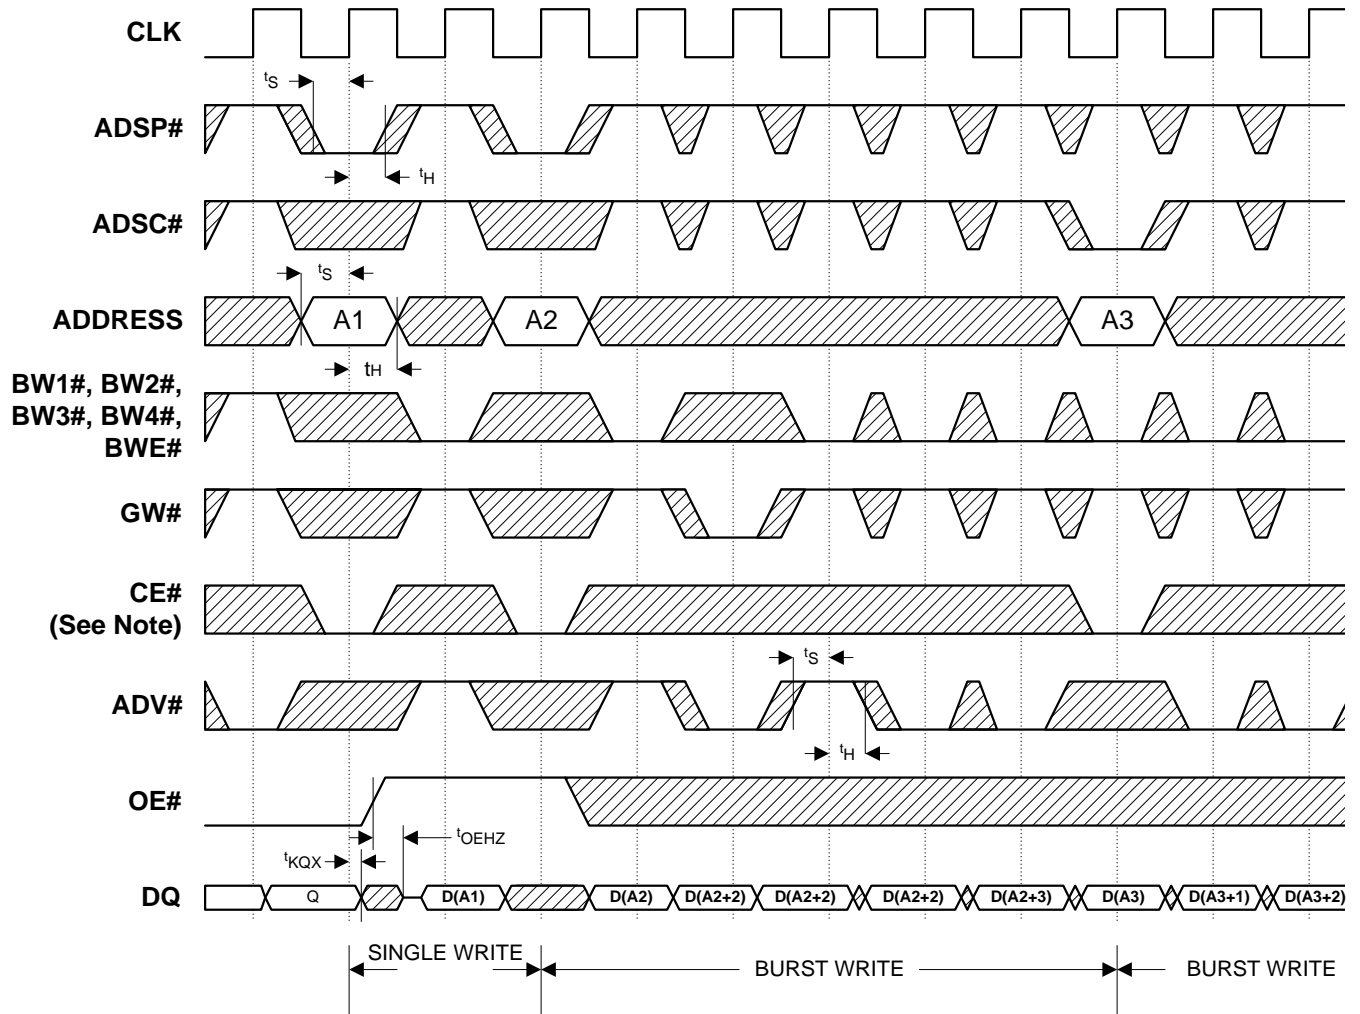 CLK
tS
ADSP#
tH
ADSC#
tS
ADDRESS A1 A2 A3
tH
BW1#, BW2#,
BW3#, BW4#,
BWE#
GW#
CE#
(See Note)
tS
ADV#
tH
OE#
tOEHZ
tKQX
DQ Q D(A1) D(A2) D(A2+2) D(A2+2) D(A2+2) D(A2+3) D(A3) D(A3+1) D(A3+2)
SINGLE WRITE BURST WRITE BURST WRITE